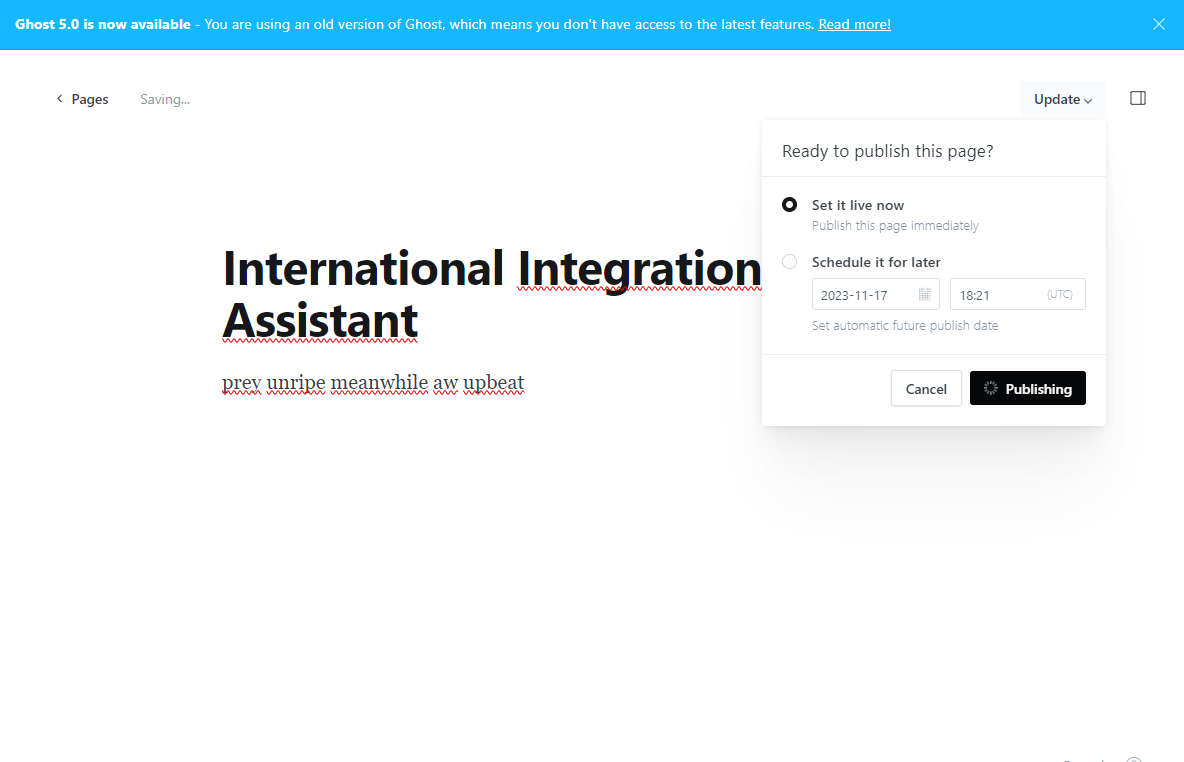 Ghost 5.0 is now available - You are using an old version of Ghost, which means you don't have access to the latest features. Read more!
Pages
Saving...
Update
Ready to publish this page?
Set it live now
Publish this page immediately
Schedule it for later
2023-11-17
18:21
(UTC)
Set automatic future publish date
Cancel
Publishing
International Integration
Assistant
prey unripe meanwhile aw upbeat